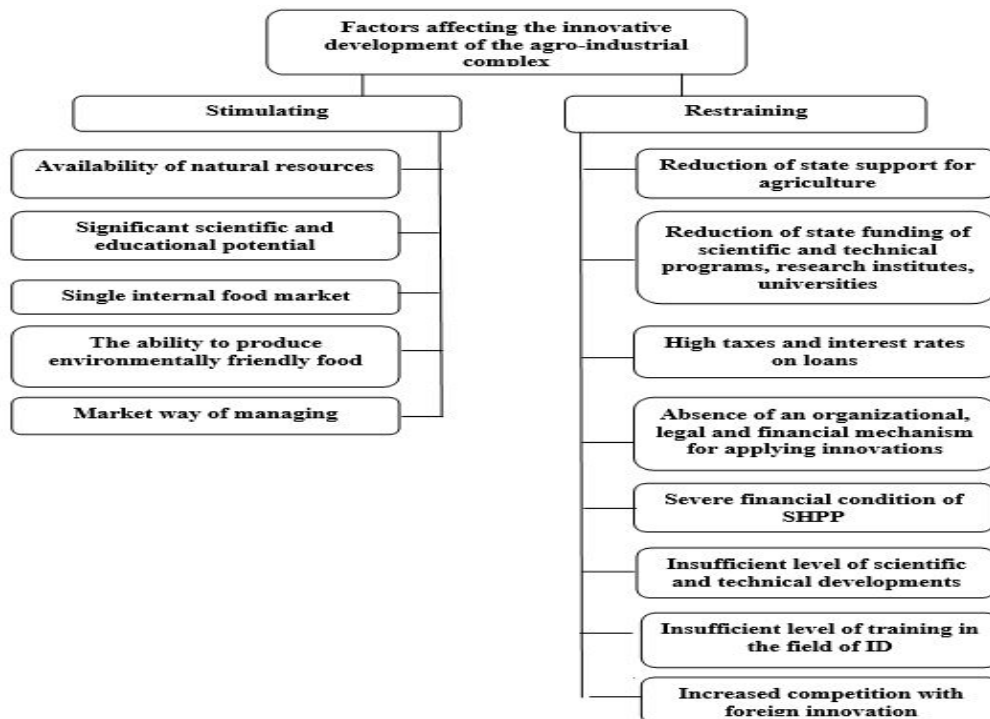 Factors affecting the innovative
development of the agro-industrial
complex
Stimulating
Restraining
Availability of natural resources
Significant scientific and
educational potential
Single internal food market
The ability to produce
environmentally friendly food
Market way of managing
Reduction of state support for
agriculture
Reduction of state funding of
scientific and technical
programs, research institutes,
universities
High taxes and interest rates
on loans
Absence of an organizational,
legal and financial mechanism
for applying innovations
Severe financial condition of
SHPP
Insufficient level of scientific
and technical developments
Insufficient level of training in
the field of ID
Increased competition with
foreign innovation